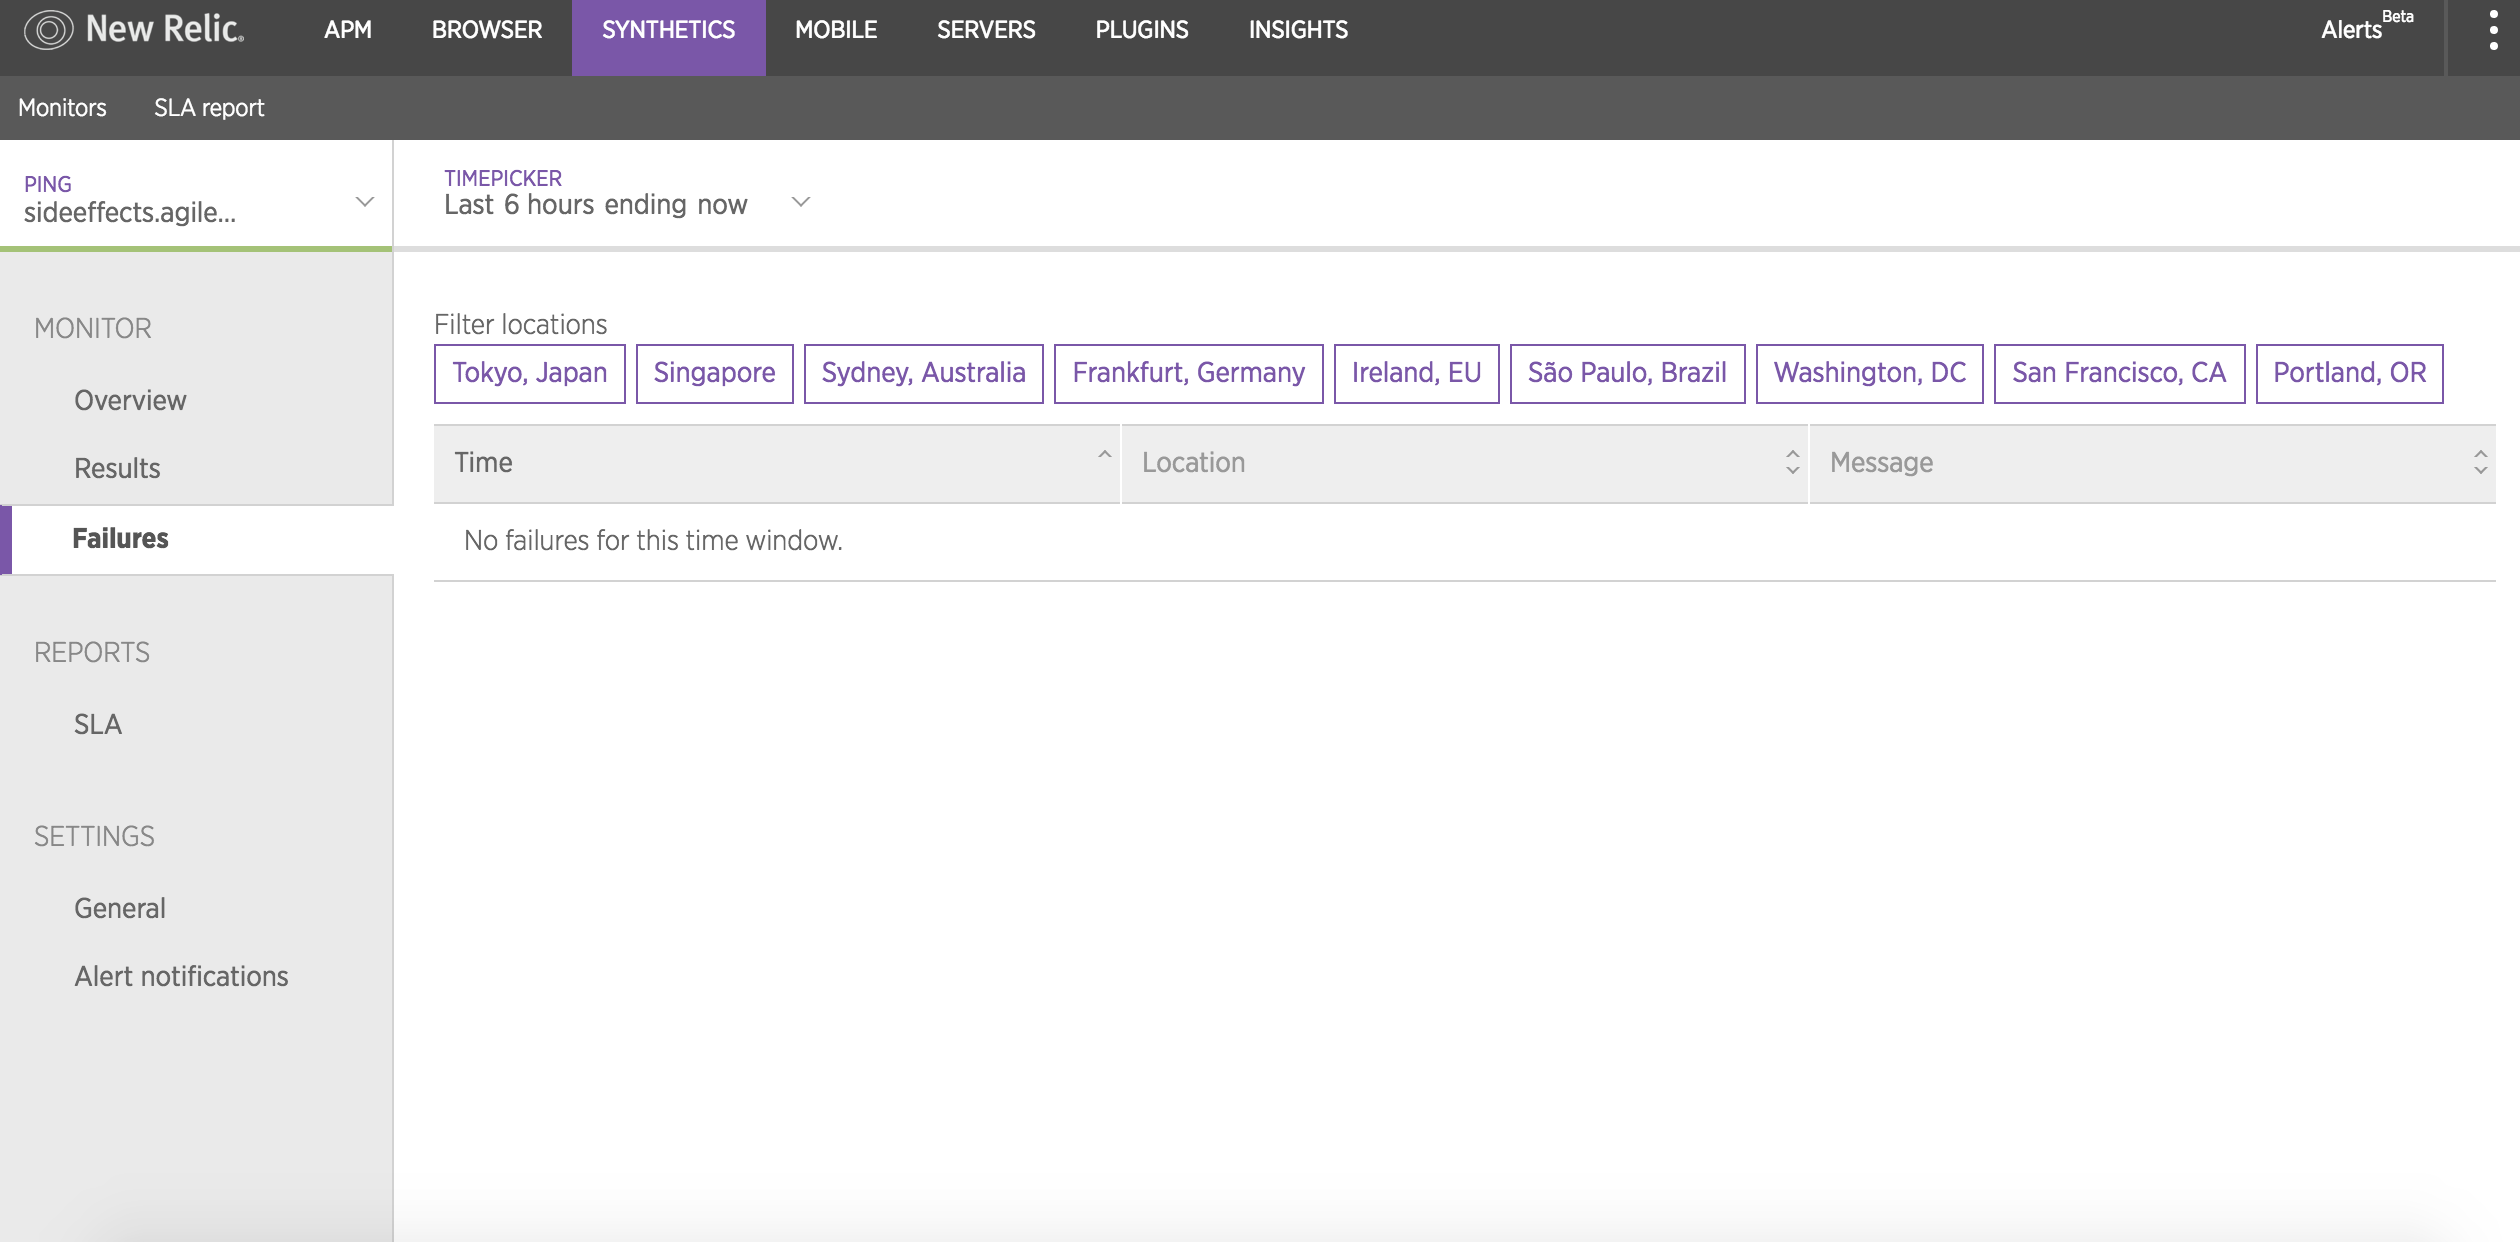 New Relic. APM BROWSER SYNTHETICS MOBILE SERVERS PLUGINS INSIGHTS Alerts Beta
Monitors SLA report
PING
sideeffects.agile...
TIMEPICKER
Last 6 hours ending now
MONITOR
Overview
Results
Failures
REPORTS
SLA
SETTINGS
General
Alert notifications
Filter locations
Tokyo, Japan Singapore Sydney, Australia Frankfurt, Germany Ireland, EU São Paulo, Brazil Washington, DC San Francisco, CA Portland, OR
Time Location Message
No failures for this time window.